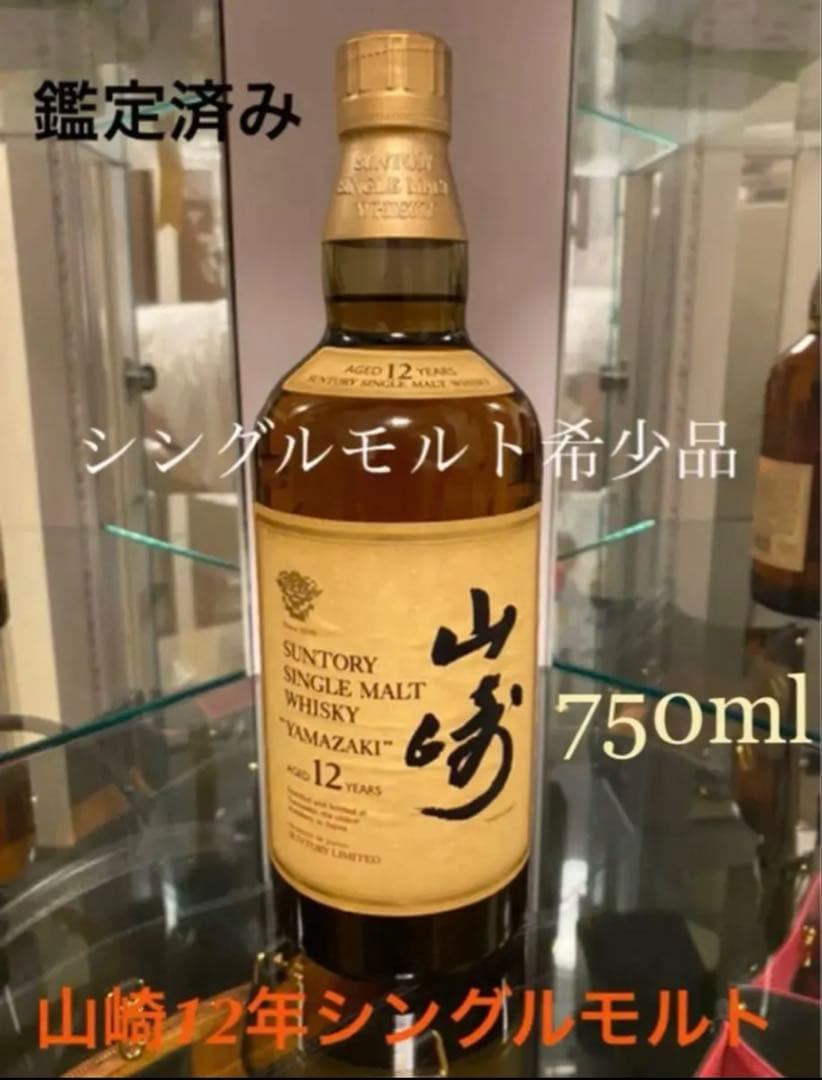 鑑定済み
SUNTORY
SINGLE MALT
WHISKY
AGED 12 YEARS
SUNTORY SINGLE MALT WHISKY
シングルモルト希少品
山崎
SUNTORY
SINGLE MALT
WHISKY
"YAMAZAKI"
AGED 12 YEARS
SUNTORY LIMITED
750ml
山崎12年シングルモルト